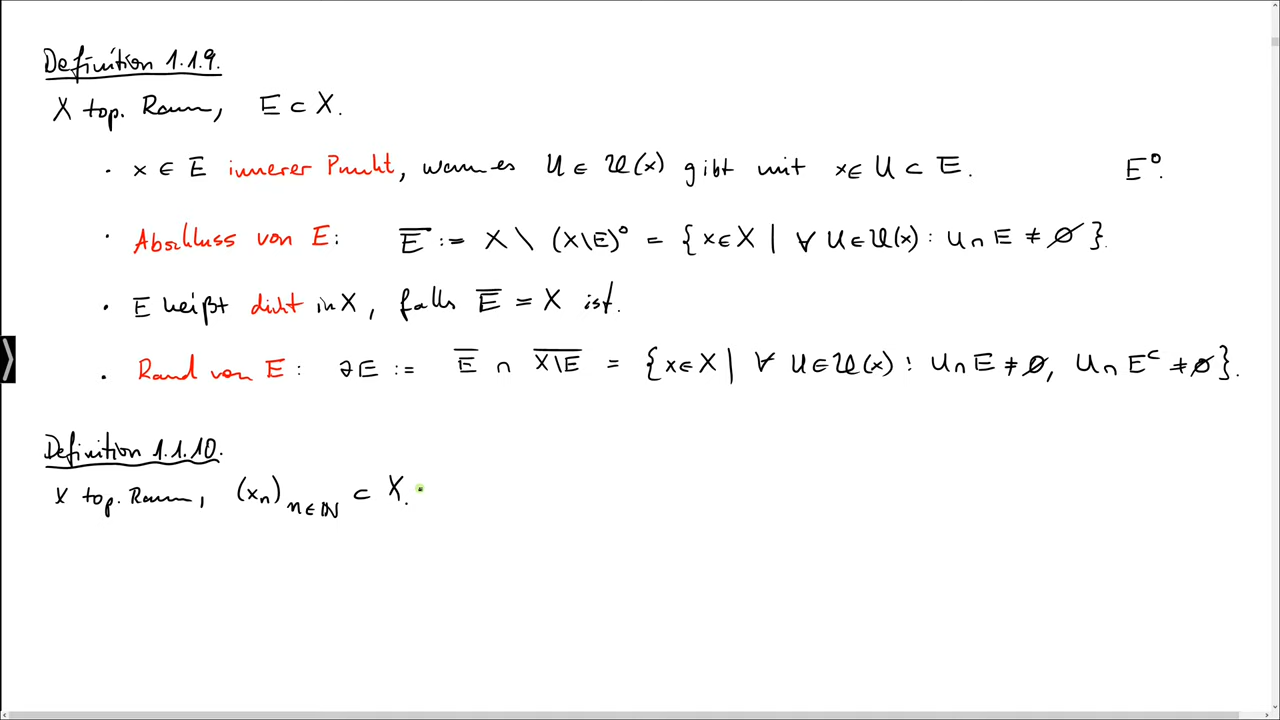 Definition 1.1.9.
X top. Raum, E ⊂ X.
· x ∈ E innerer Punkt, wenn es U ∈ 𝒰(x) gibt mit x ∈ U ⊂ E. E°.
· Abschluss von E: E̅ := X \ (X\E)° = {x ∈ X | ∀ U ∈ 𝒰(x) : U ∩ E ≠ ∅}.
· E heißt dicht in X, falls E̅ = X ist.
· Rand von E: ∂E := E̅ ∩ X\E̅ = {x ∈ X | ∀ U ∈ 𝒰(x) : U ∩ E ≠ ∅, U ∩ Eᶜ ≠ ∅}.
Definition 1.1.10.
X top. Raum, (xₙ)ₙ∈ℕ ⊂ X.